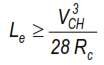 L_e ≥ V_CH^3 / 28 R_c